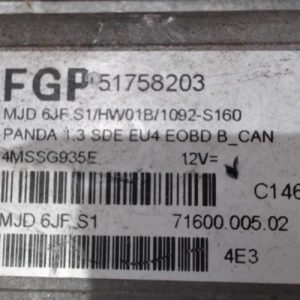 FGP 51758203
MJD 6JF.S1/HW01B/1092-S160
PANDA 1.3 SDE EU4 EOBD B_CAN
4MSSG935E 12V=
C146
MJD 6JF.S1 71600.005.02
4E3